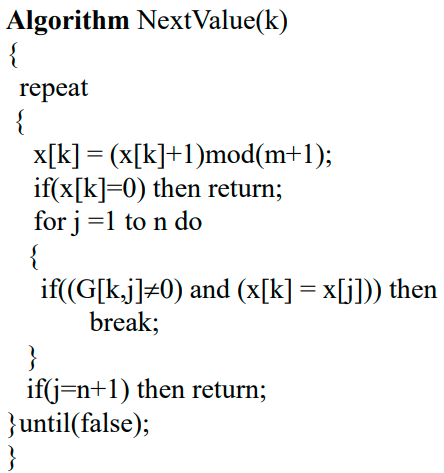 Algorithm NextValue(k)
{
repeat
{
x[k] = (x[k]+1)mod(m+1);
if(x[k]=0) then return;
for j =1 to n do
{
if((G[k,j]≠0) and (x[k] = x[j])) then
break;
}
if(j=n+1) then return;
}until(false);
}